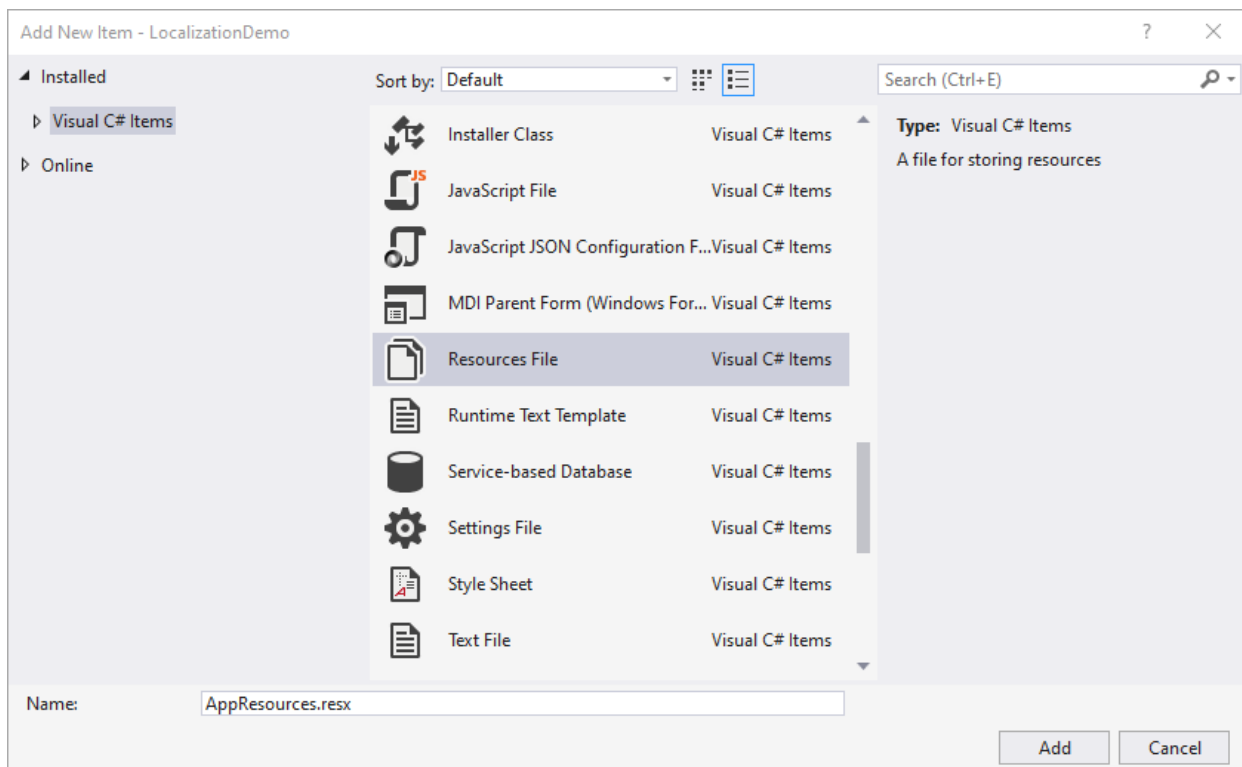 Add New Item - LocalizationDemo
?
Installed
Visual C# Items
Online
Sort by: Default
Search (Ctrl+E)
Installer Class Visual C# Items
JS
JavaScript File Visual C# Items
JavaScript JSON Configuration F...Visual C# Items
MDI Parent Form (Windows For... Visual C# Items
Resources File Visual C# Items
Runtime Text Template Visual C# Items
Service-based Database Visual C# Items
Settings File Visual C# Items
A
Style Sheet Visual C# Items
Text File Visual C# Items
Type: Visual C# Items
A file for storing resources
Name: AppResources.resx
Add
Cancel